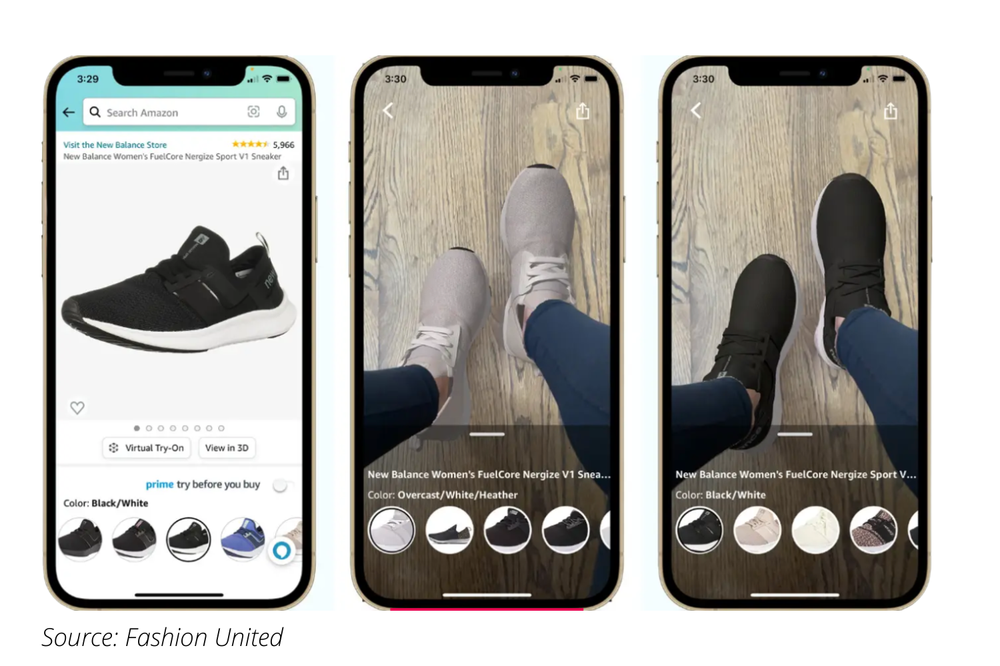 3:29
Search Amazon
Visit the New Balance Store 5,966
New Balance Women's FuelCore Nergize Sport V1 Sneaker
new
Virtual Try-On View in 3D
prime try before you buy
Color: Black/White
3:30
New Balance Women's FuelCore Nergize V1 Snea...
Color: Overcast/White/Heather
3:30
New Balance Women's FuelCore Nergize Sport V...
Color: Black/White
Source: Fashion United